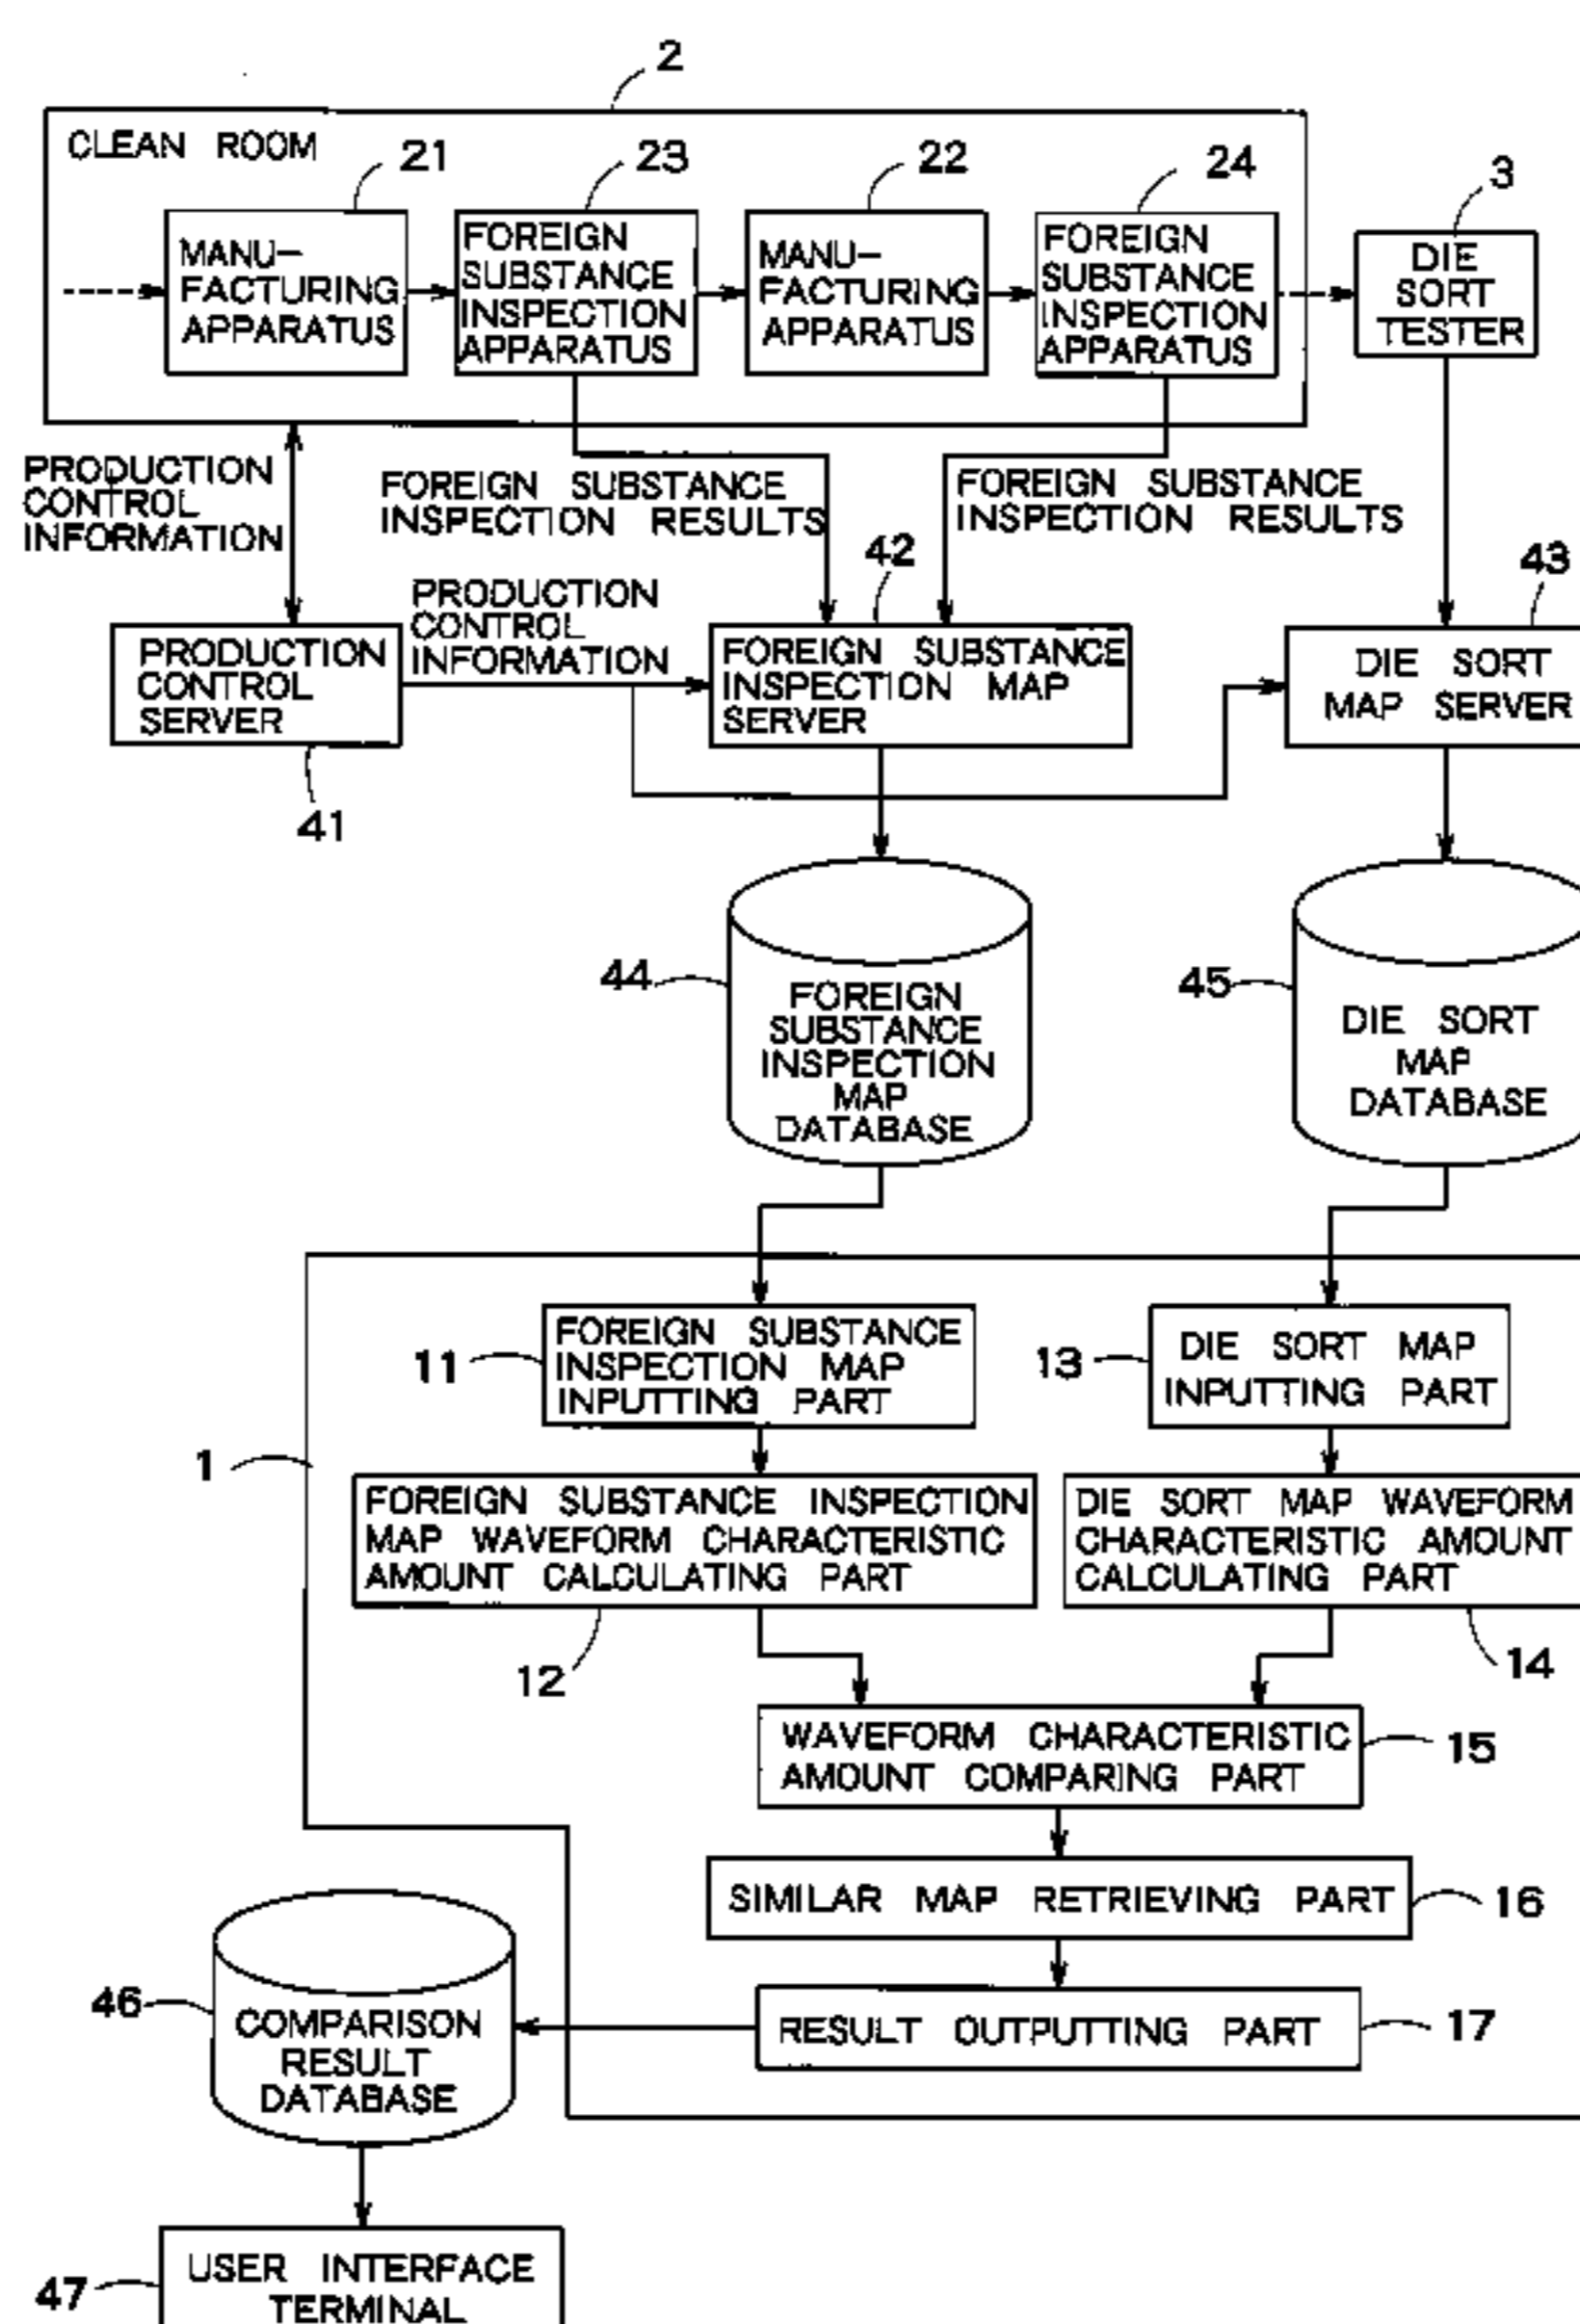 2
CLEAN ROOM
21
23
22
24
3
MANU-
FACTURING
APPARATUS
FOREIGN
SUBSTANCE
INSPECTION
APPARATUS
MANU-
FACTURING
APPARATUS
FOREIGN
SUBSTANCE
INSPECTION
APPARATUS
DIE
SORT
TESTER
PRODUCTION
CONTROL
INFORMATION
FOREIGN SUBSTANCE
INSPECTION RESULTS
FOREIGN SUBSTANCE
INSPECTION RESULTS
42
43
PRODUCTION
CONTROL
INFORMATION
PRODUCTION
CONTROL
SERVER
FOREIGN SUBSTANCE
INSPECTION MAP
SERVER
DIE SORT
MAP SERVER
41
44
FOREIGN
SUBSTANCE
INSPECTION
MAP
DATABASE
45
DIE SORT
MAP
DATABASE
11
FOREIGN SUBSTANCE
INSPECTION MAP
INPUTTING PART
13
DIE SORT MAP
INPUTTING PART
1
FOREIGN SUBSTANCE INSPECTION
MAP WAVEFORM CHARACTERISTIC
AMOUNT CALCULATING PART
DIE SORT MAP WAVEFORM
CHARACTERISTIC AMOUNT
CALCULATING PART
12
14
WAVEFORM CHARACTERISTIC
AMOUNT COMPARING PART
15
SIMILAR MAP RETRIEVING PART
16
46
COMPARISON
RESULT
DATABASE
RESULT OUTPUTTING PART
17
47
USER INTERFACE
TERMINAL